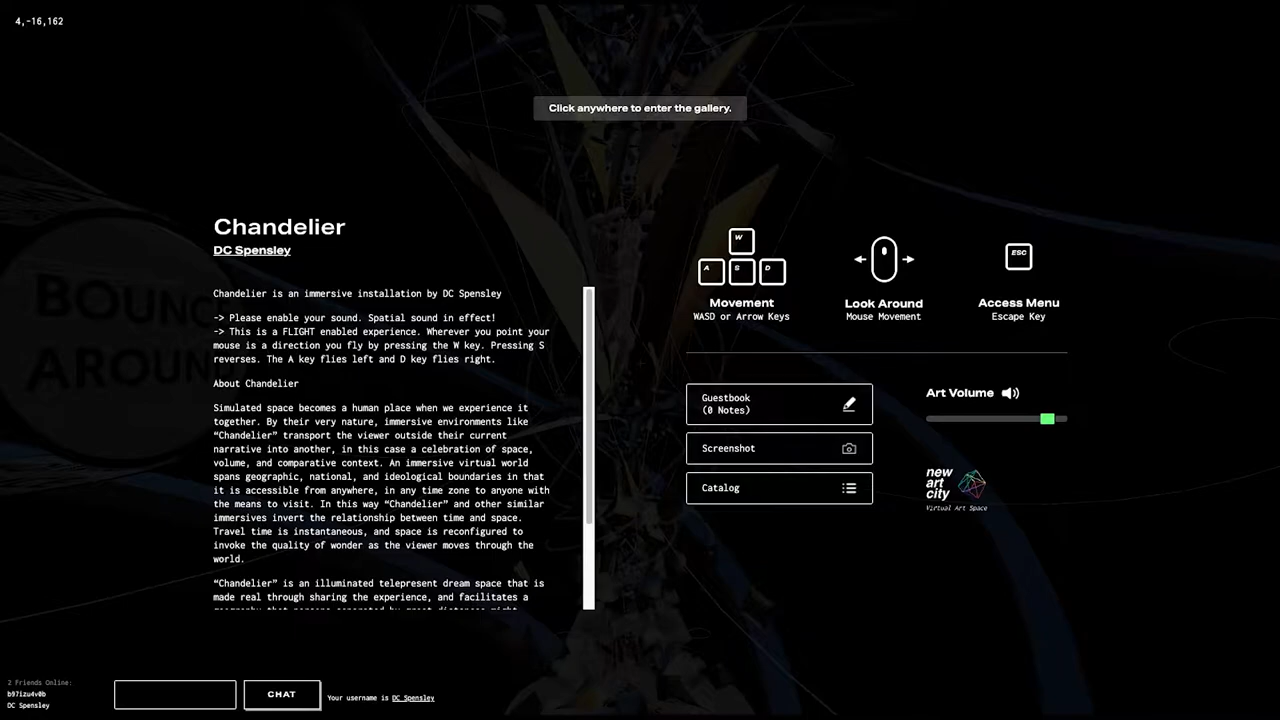 4,-16,162
Click anywhere to enter the gallery.
Chandelier
DC Spensley
Chandelier is an immersive installation by DC Spensley
-> Please enable your sound. Spatial sound in effect!
-> This is a FLIGHT enabled experience. Wherever you point your
mouse is a direction you fly by pressing the W key. Pressing S
reverses. The A key flies left and D key flies right.
About Chandelier
Simulated space becomes a human place when we experience it
together. By their very nature, immersive environments like
“Chandelier” transport the viewer outside their current
narrative into another, in this case a celebration of space,
volume, and comparative context. An immersive virtual world
spans geographic, national, and ideological boundaries in that
it is accessible from anywhere, in any time zone to anyone with
the means to visit. In this way “Chandelier” and other similar
immersives invert the relationship between time and space.
Travel time is instantaneous, and space is reconfigured to
invoke the quality of wonder as the viewer moves through the
world.
“Chandelier” is an illuminated telepresent dream space that is
made real through sharing the experience, and facilitates a
W
A S D
Movement
WASD or Arrow Keys
Look Around
Mouse Movement
ESC
Access Menu
Escape Key
Guestbook
(0 Notes)
Screenshot
Catalog
Art Volume
new
art
city
Virtual Art Space
BOUNC
AROUND
2 Friends Online:
b97izu4v0b
DC Spensley
CHAT
Your username is DC Spensley